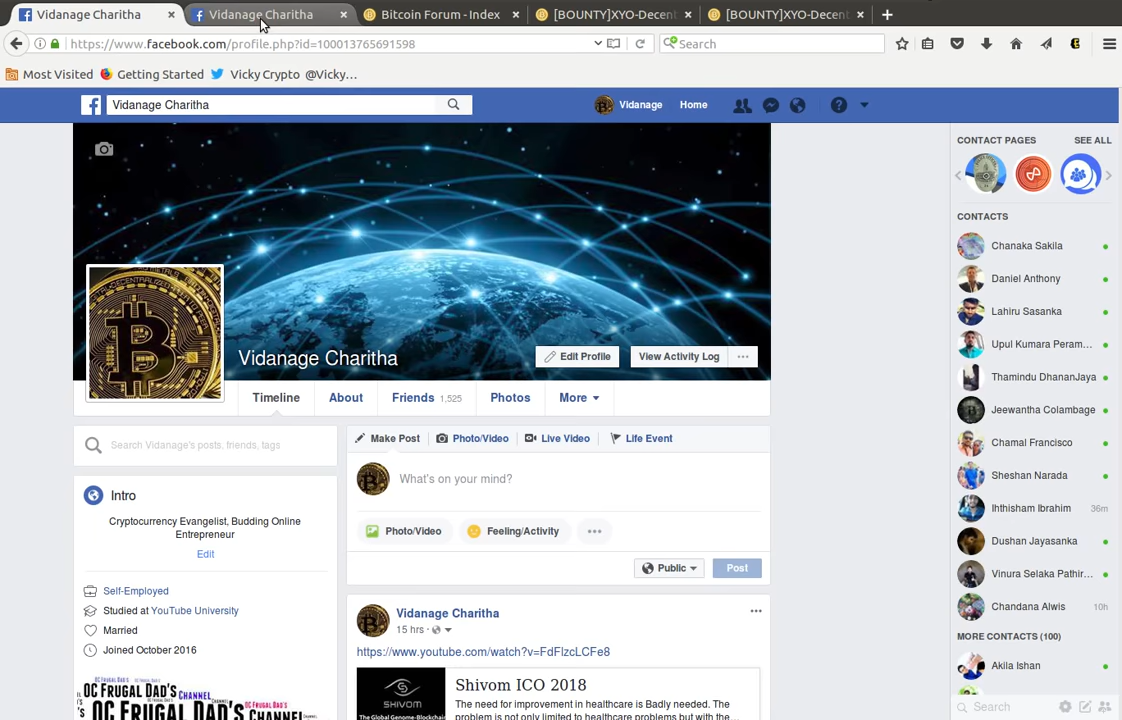 Vidanage Charitha
Vidanage Charitha
Bitcoin Forum - Index
[BOUNTY]XYO-Decent
[BOUNTY]XYO-Decent
https://www.facebook.com/profile.php?id=100013765691598
Search
Most Visited
Getting Started
Vicky Crypto @Vicky…
Vidanage Charitha
Vidanage
Home
Vidanage Charitha
Edit Profile
View Activity Log
Timeline
About
Friends 1,525
Photos
More
Search Vidanage's posts, friends, tags
Intro
Cryptocurrency Evangelist, Budding Online
Entrepreneur
Edit
Self-Employed
Studied at YouTube University
Married
Joined October 2016
OC FRUGAL DAD'S
CHANNEL
OC FRUGAL DAD'S
Make Post
Photo/Video
Live Video
Life Event
What's on your mind?
Photo/Video
Feeling/Activity
Public
Post
Vidanage Charitha
15 hrs ·
https://www.youtube.com/watch?v=FdFlzcLCFe8
SHIVOM
The Global Genome-Blockchain
Shivom ICO 2018
The need for improvement in healthcare is Badly needed. The
problem is not only limited to healthcare problems but with the...
CONTACT PAGES
SEE ALL
CONTACTS
Chanaka Sakila
Daniel Anthony
Lahiru Sasanka
Upul Kumara Peram...
Thamindu DhananJaya
Jeewantha Colambage
Chamal Francisco
Sheshan Narada
Ihthisham Ibrahim 36m
Dushan Jayasanka
Vinura Selaka Pathir...
Chandana Alwis 10h
MORE CONTACTS (100)
Akila Ishan
Search